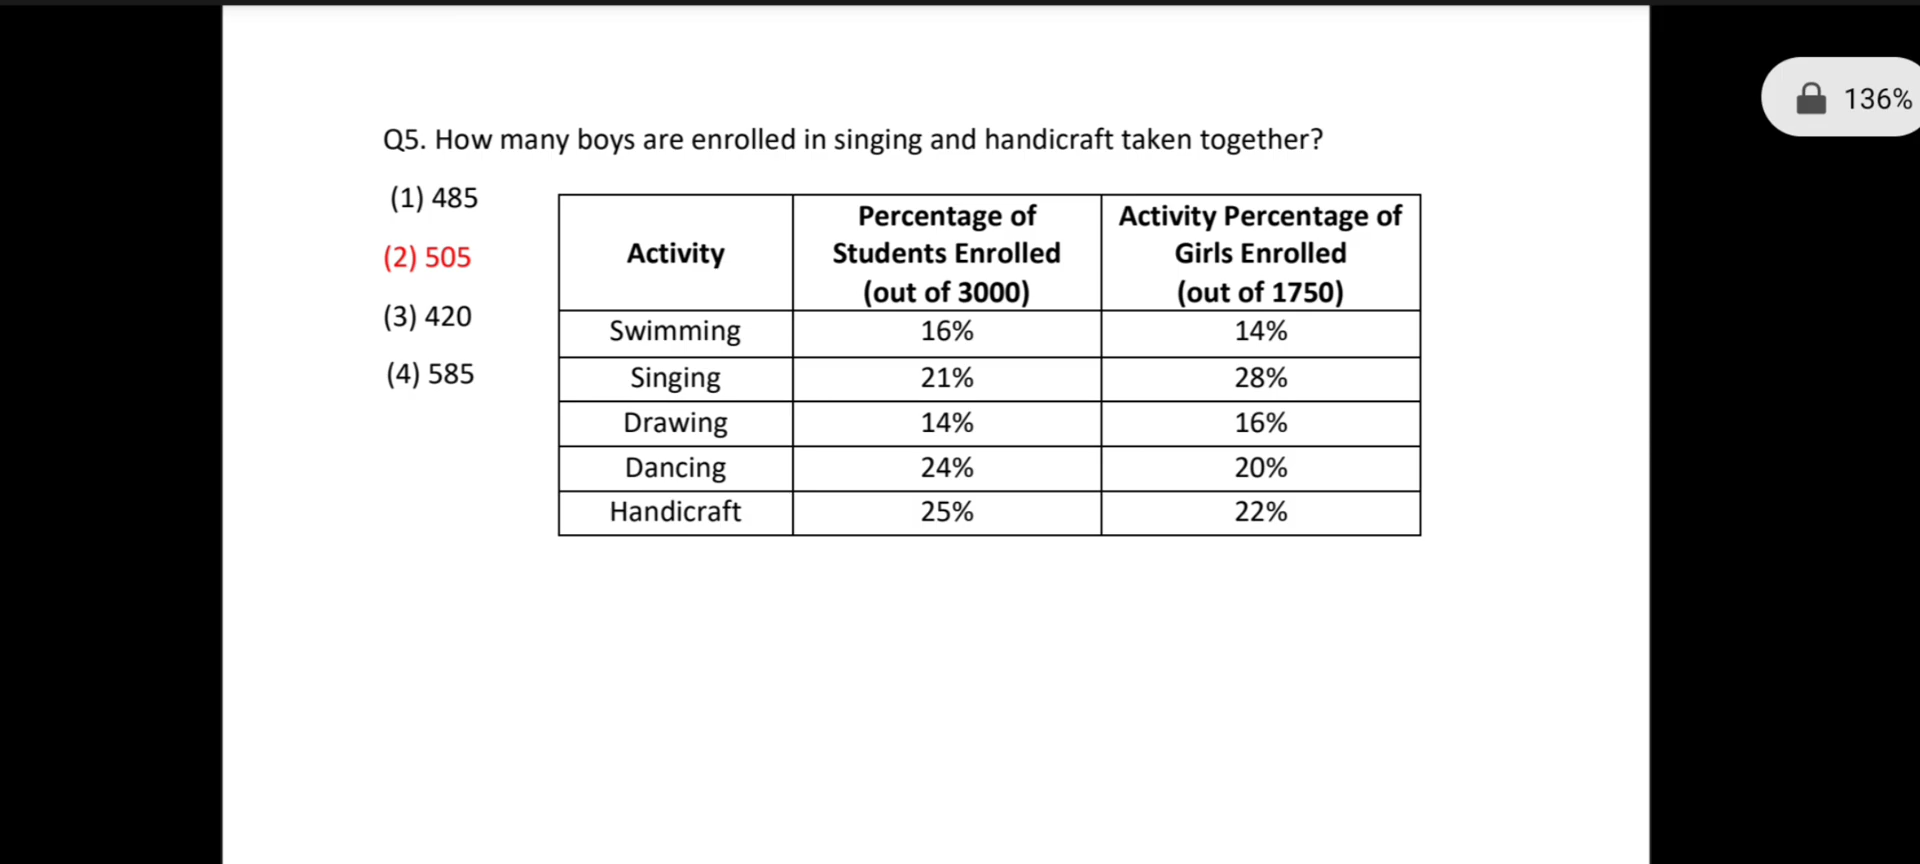 136%
Q5. How many boys are enrolled in singing and handicraft taken together?
(1) 485
(2) 505
(3) 420
(4) 585
Activity
Percentage of
Students Enrolled
(out of 3000)
Activity Percentage of
Girls Enrolled
(out of 1750)
Swimming 16% 14%
Singing 21% 28%
Drawing 14% 16%
Dancing 24% 20%
Handicraft 25% 22%